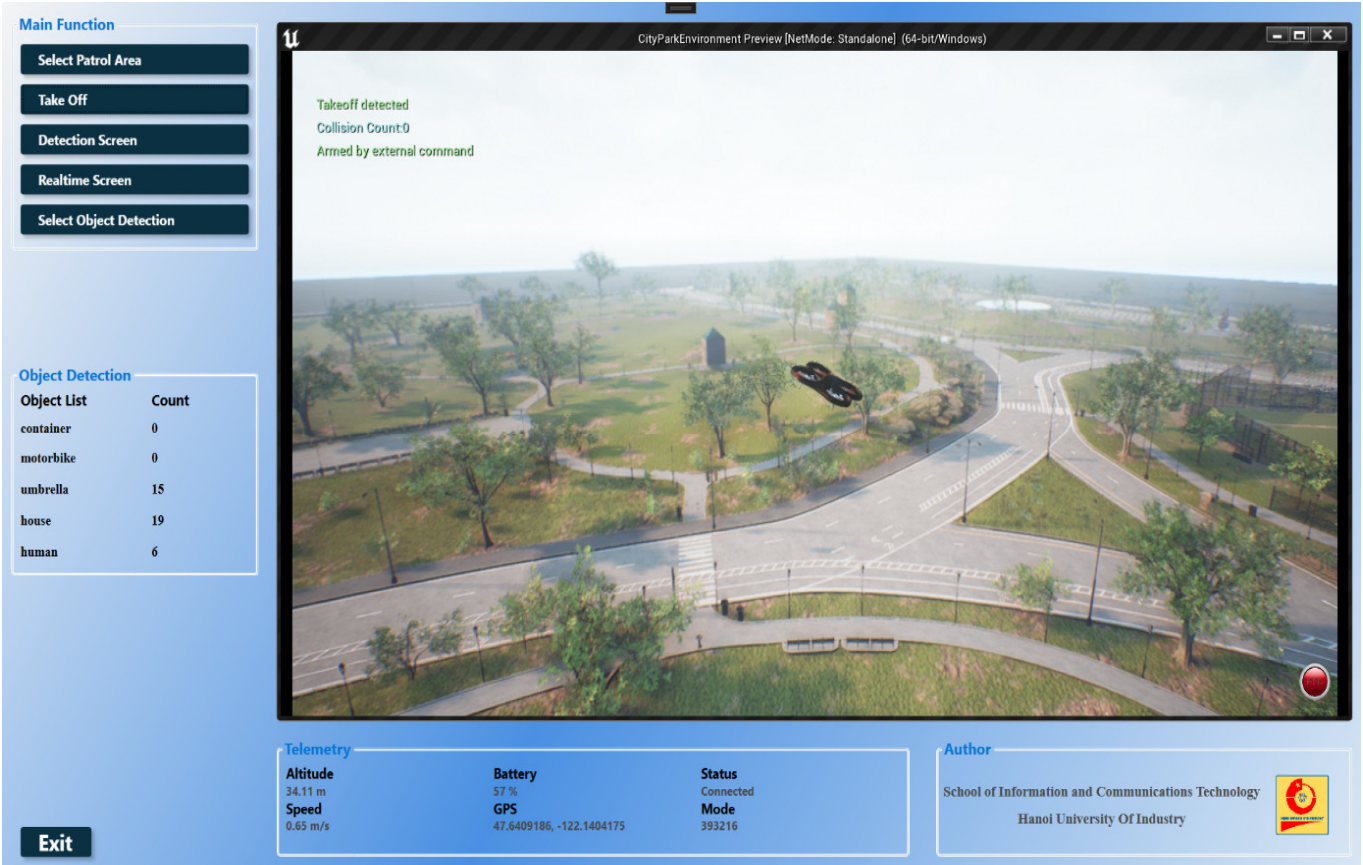 Main Function
Select Patrol Area
Take Off
Detection Screen
Realtime Screen
Select Object Detection
Object Detection
Object List Count
container 0
motorbike 0
umbrella 15
house 19
human 6
Exit
CityParkEnvironment Preview [NetMode: Standalone] (64-bit/Windows)
Takeoff detected
Collision Count:0
Armed by external command
Telemetry
Altitude Battery Status
34.11 m 57 % Connected
Speed GPS Mode
0.65 m/s 47.6409186, -122.1404175 393216
Author
School of Information and Communications Technology
Hanoi University Of Industry